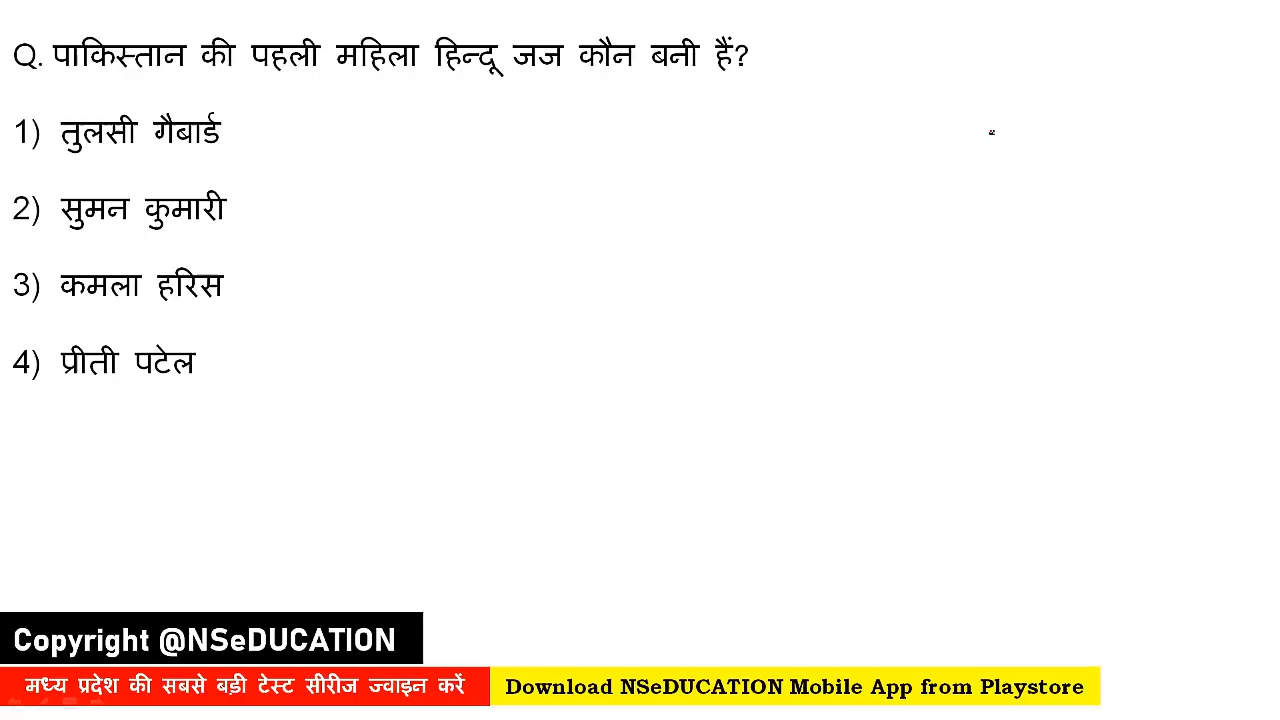 Q. पाकिस्तान की पहली महिला हिन्दू जज कौन बनी हैं?
1) तुलसी गैबार्ड
2) सुमन कुमारी
3) कमला हरिस
4) प्रीती पटेल
Copyright @NSeDUCATION
मध्य प्रदेश की सबसे बड़ी टेस्ट सीरीज ज्वाइन करें Download NSeDUCATION Mobile App from Playstore